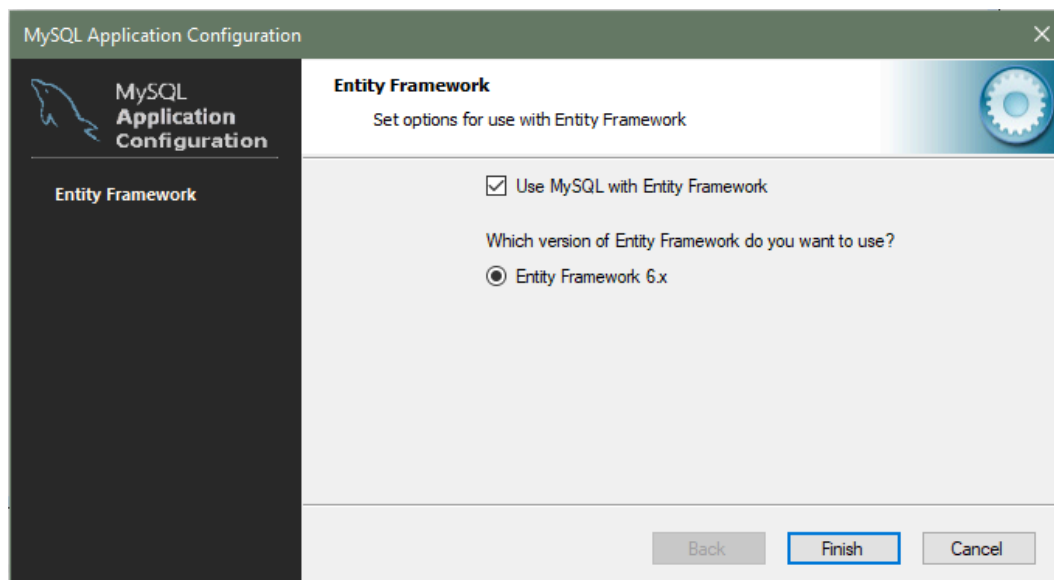 MySQL Application Configuration
MySQL
Application
Configuration
Entity Framework
Entity Framework
Set options for use with Entity Framework
Use MySQL with Entity Framework
Which version of Entity Framework do you want to use?
Entity Framework 6.x
Back
Finish
Cancel